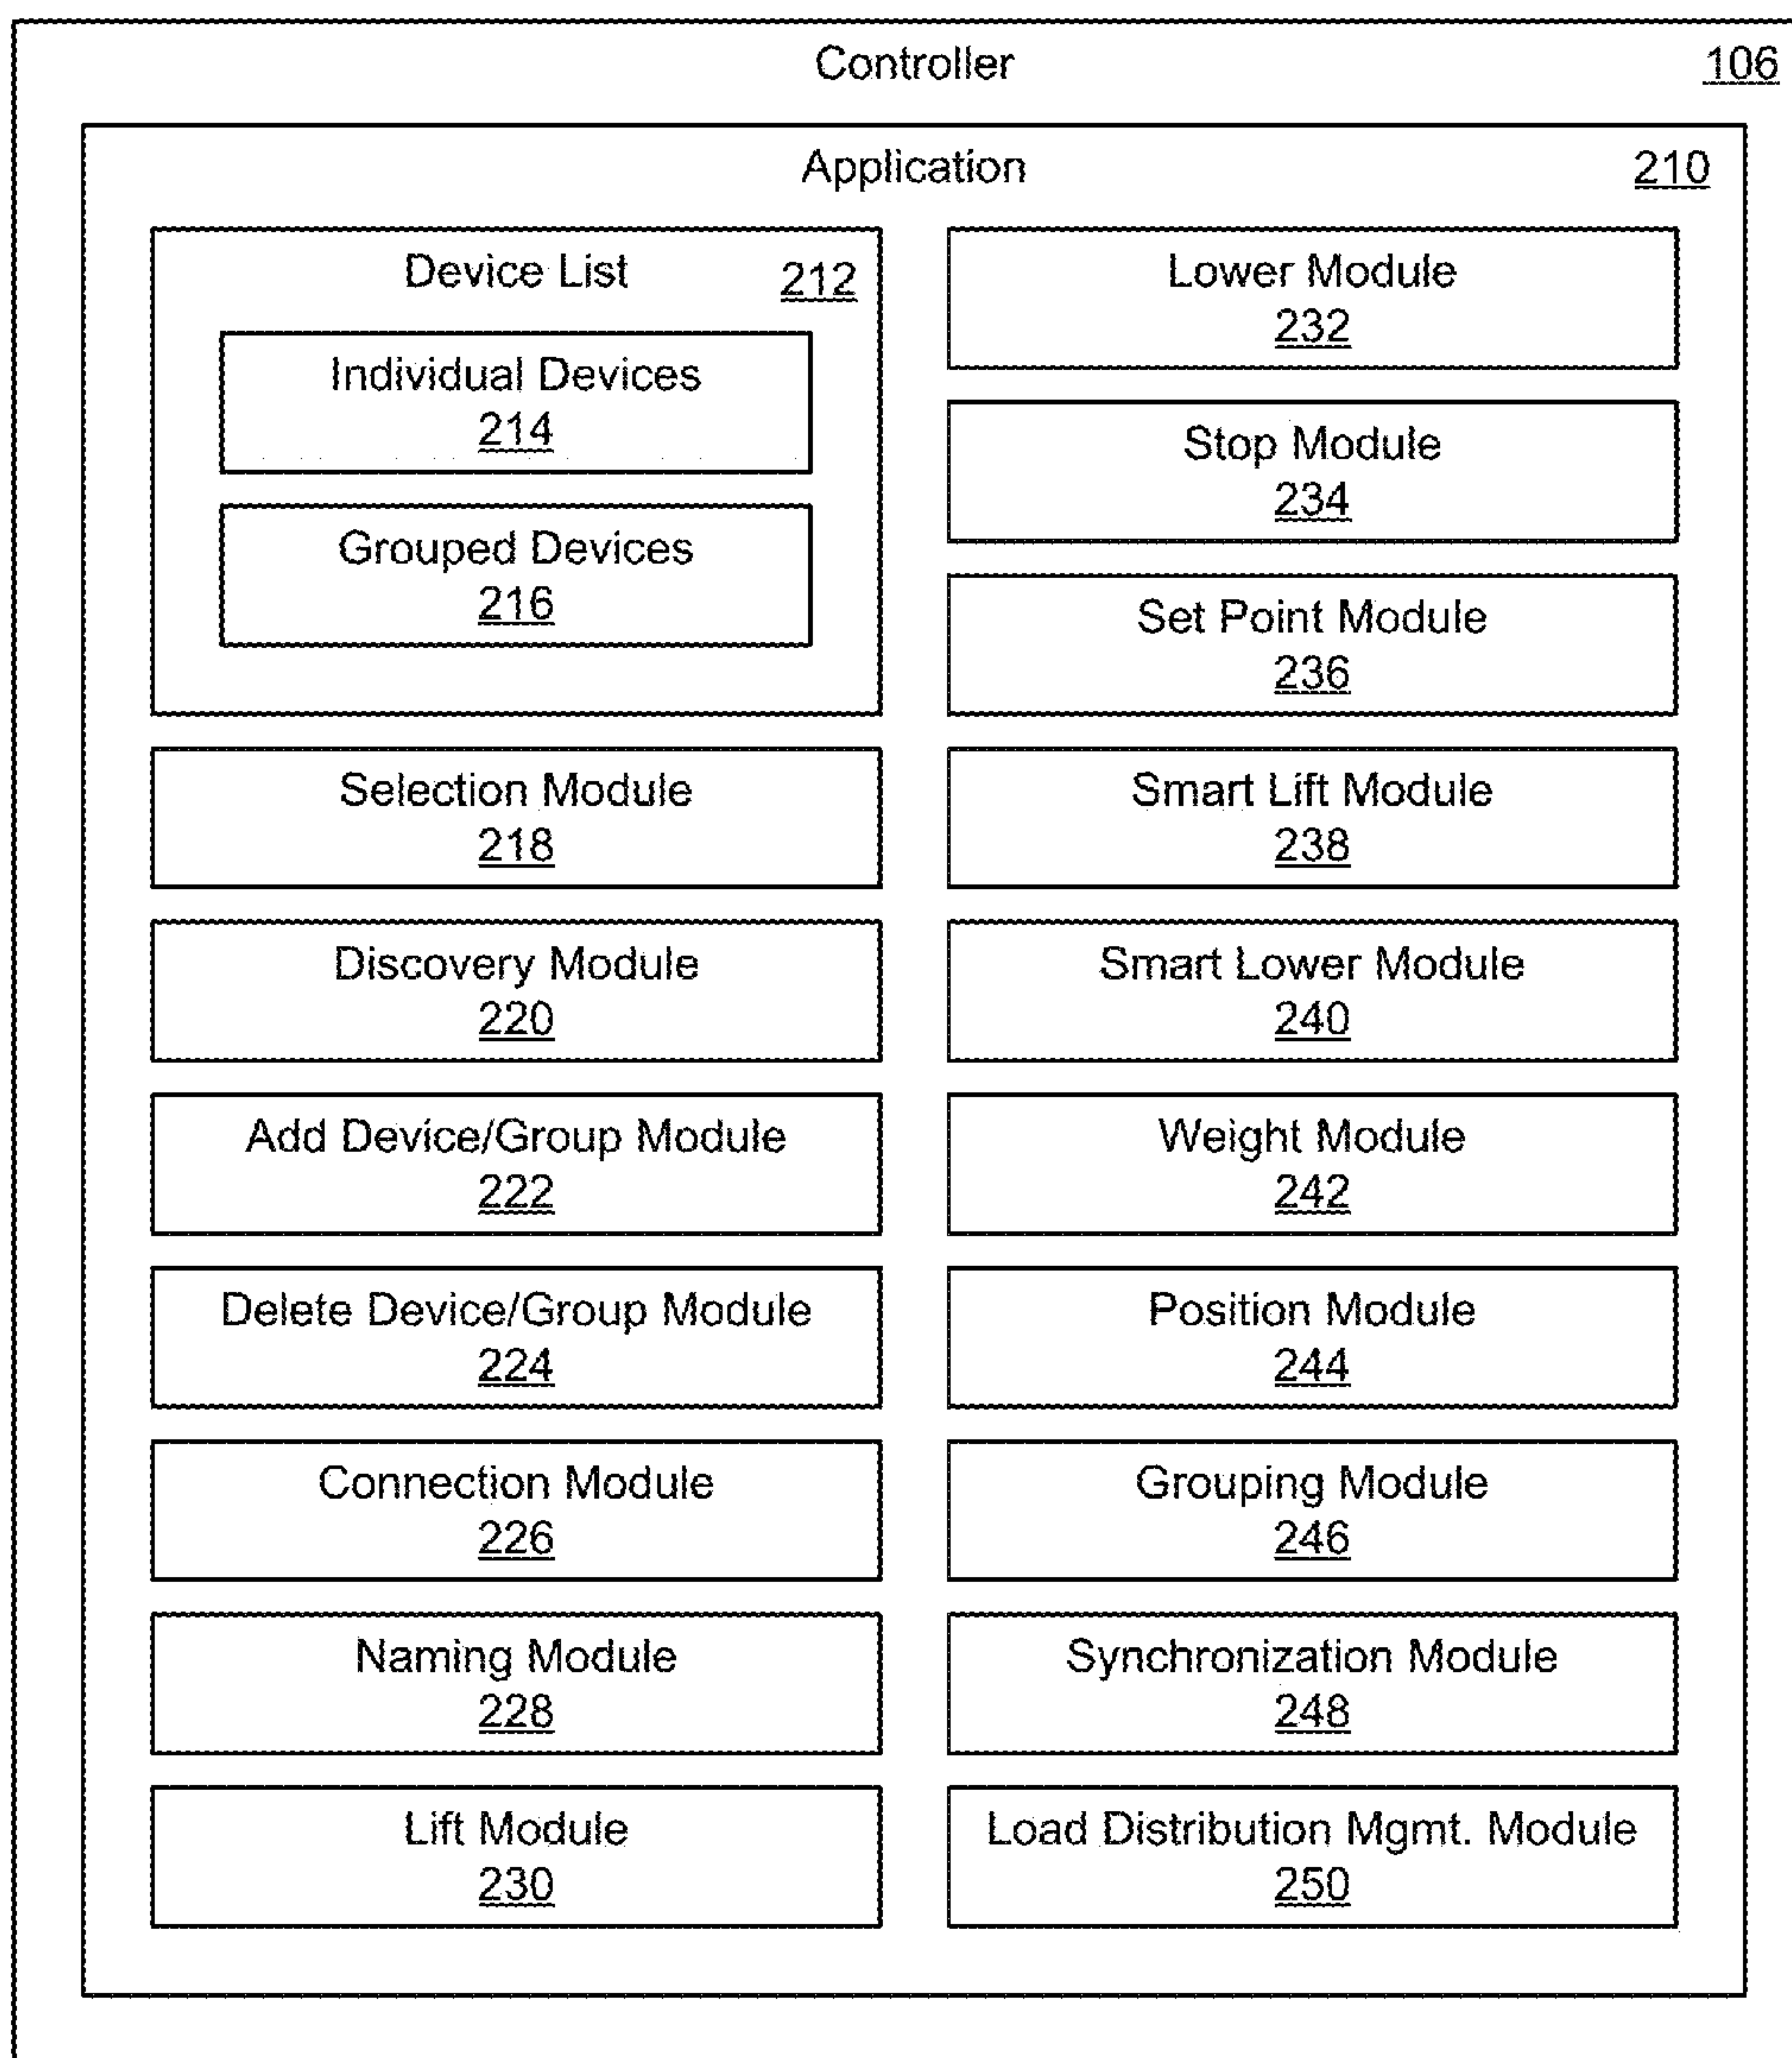 Controller
106
Application
210
Device List
212
Individual Devices
214
Grouped Devices
216
Selection Module
218
Discovery Module
220
Add Device/Group Module
222
Delete Device/Group Module
224
Connection Module
226
Naming Module
228
Lift Module
230
Lower Module
232
Stop Module
234
Set Point Module
236
Smart Lift Module
238
Smart Lower Module
240
Weight Module
242
Position Module
244
Grouping Module
246
Synchronization Module
248
Load Distribution Mgmt. Module
250